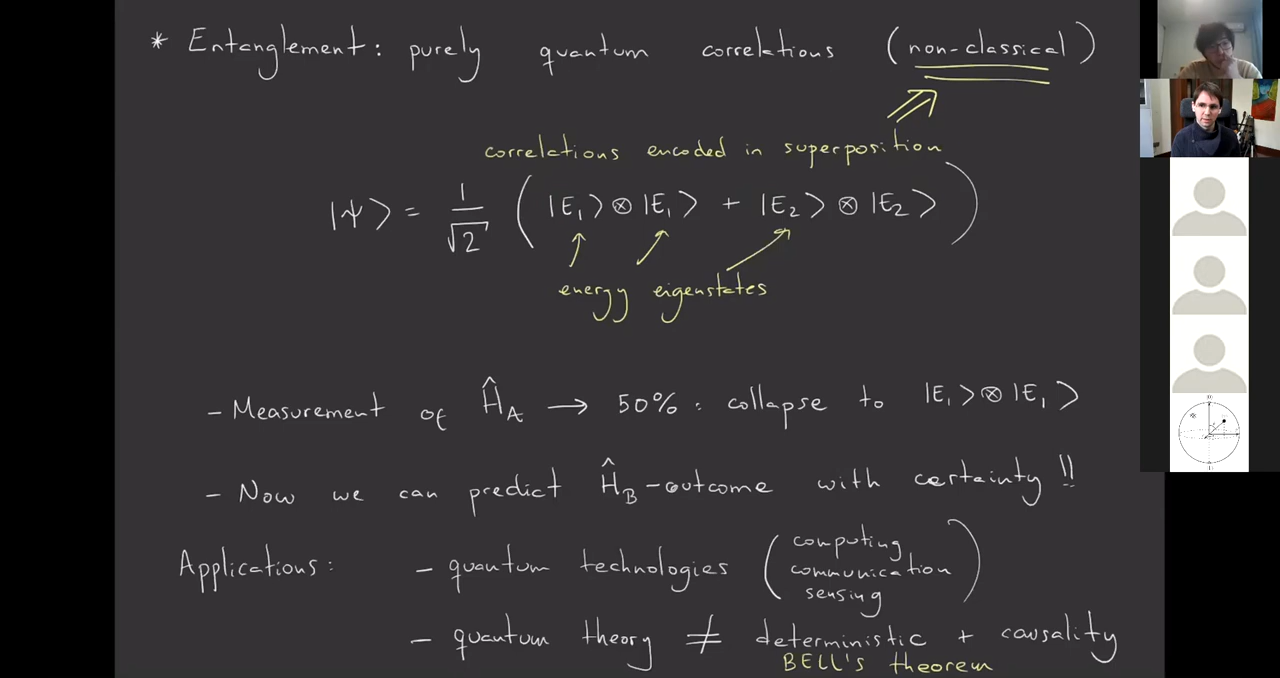 * Entanglement: purely quantum correlations (non-classical)
correlations encoded in superposition
|ψ> = 1/√2 ( |E₁> ⊗ |E₁> + |E₂> ⊗ |E₂> )
energy eigenstates
- Measurement of Ĥ_A → 50%: collapse to |E₁> ⊗ |E₁>
- Now we can predict Ĥ_B-outcome with certainty!!
Applications: - quantum technologies (computing
communication
sensing)
- quantum theory ≠ deterministic + causality
BELL's theorem